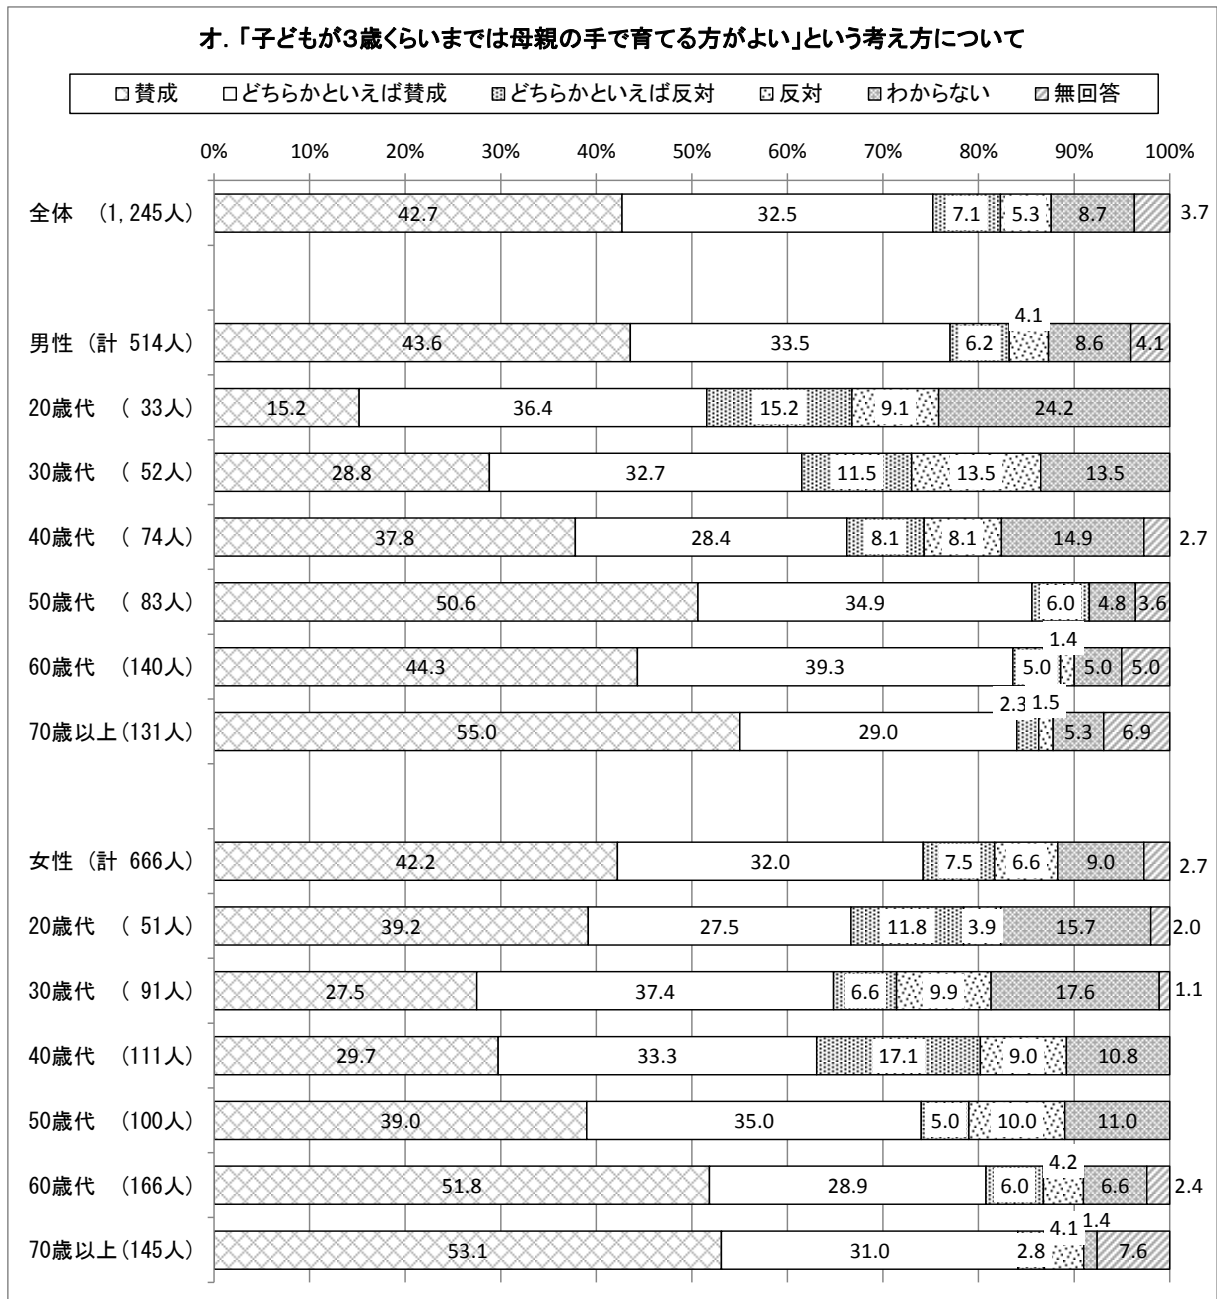 オ.「子どもが3歳くらいまでは母親の手で育てる方がよい」という考え方について
賛成 どちらかといえば賛成 どちらかといえば反対 反対 わからない 無回答
0% 10% 20% 30% 40% 50% 60% 70% 80% 90% 100%
全体 (1,245人) 42.7 32.5 7.1 5.3 8.7 3.7
男性 (計 514人) 43.6 33.5 6.2 4.1 8.6 4.1
20歳代 ( 33人) 15.2 36.4 15.2 9.1 24.2
30歳代 ( 52人) 28.8 32.7 11.5 13.5 13.5
40歳代 ( 74人) 37.8 28.4 8.1 8.1 14.9 2.7
50歳代 ( 83人) 50.6 34.9 6.0 4.8 3.6
60歳代 (140人) 44.3 39.3 5.0 1.4 5.0 5.0
70歳以上(131人) 55.0 29.0 2.3 1.5 5.3 6.9
女性 (計 666人) 42.2 32.0 7.5 6.6 9.0 2.7
20歳代 ( 51人) 39.2 27.5 11.8 3.9 15.7 2.0
30歳代 ( 91人) 27.5 37.4 6.6 9.9 17.6 1.1
40歳代 (111人) 29.7 33.3 17.1 9.0 10.8
50歳代 (100人) 39.0 35.0 5.0 10.0 11.0
60歳代 (166人) 51.8 28.9 6.0 4.2 6.6 2.4
70歳以上(145人) 53.1 31.0 2.8 4.1 1.4 7.6